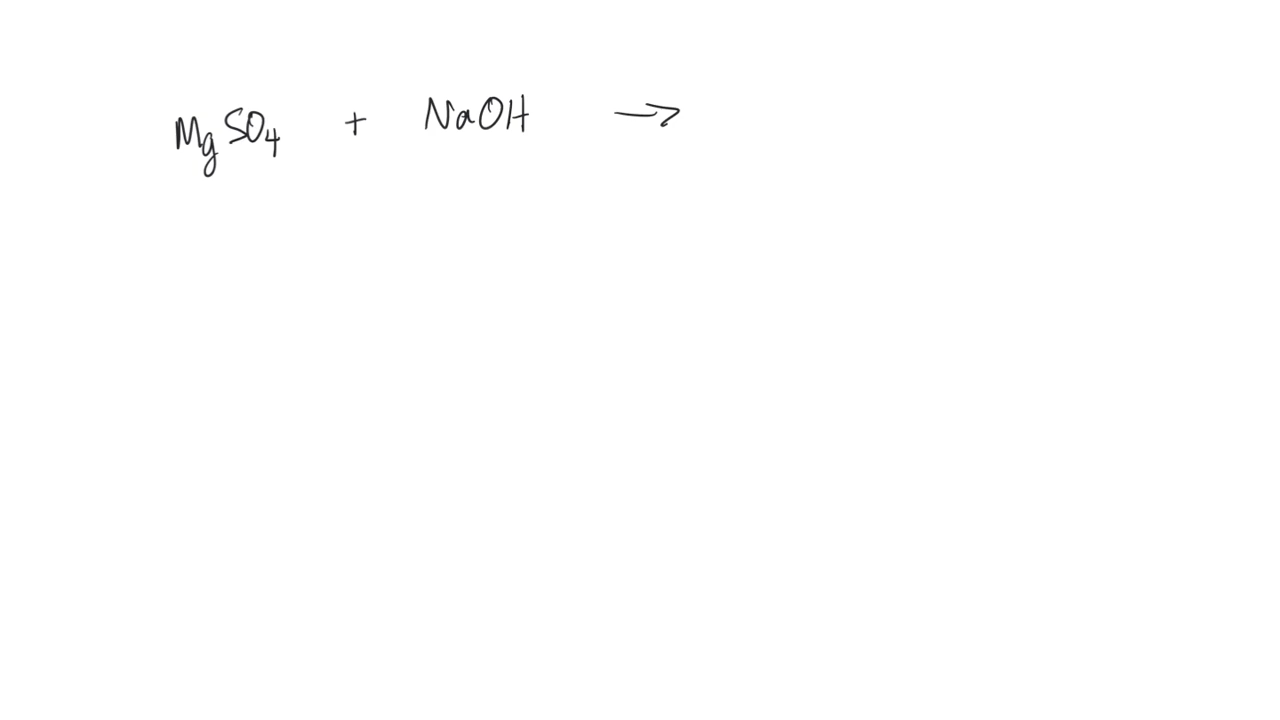 MgSO4 + NaOH →